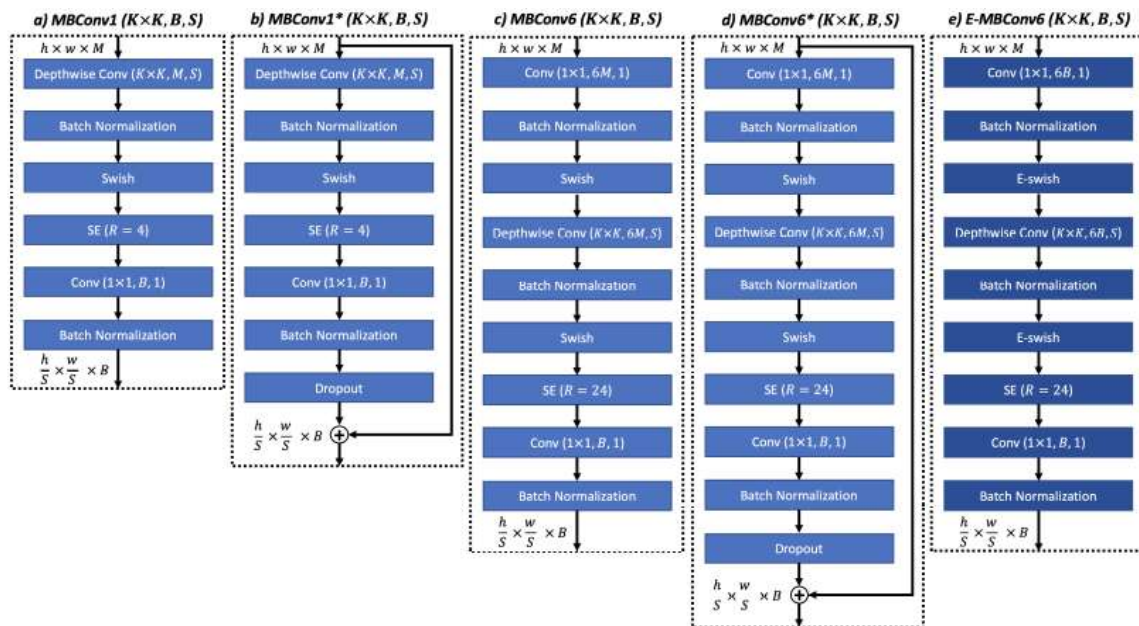 a) MBConv1 (K×K, B, S)
h × w × M
Depthwise Conv (K×K, M, S)
Batch Normalization
Swish
SE (R = 4)
Conv (1×1, B, 1)
Batch Normalization
h/S × w/S × B
b) MBConv1* (K×K, B, S)
h × w × M
Depthwise Conv (K×K, M, S)
Batch Normalization
Swish
SE (R = 4)
Conv (1×1, B, 1)
Batch Normalization
Dropout
h/S × w/S × B
+
c) MBConv6 (K×K, B, S)
h × w × M
Conv (1×1, 6M, 1)
Batch Normalization
Swish
Depthwise Conv (K×K, 6M, S)
Batch Normalization
Swish
SE (R = 24)
Conv (1×1, B, 1)
Batch Normalization
h/S × w/S × B
d) MBConv6* (K×K, B, S)
h × w × M
Conv (1×1, 6M, 1)
Batch Normalization
Swish
Depthwise Conv (K×K, 6M, S)
Batch Normalization
Swish
SE (R = 24)
Conv (1×1, B, 1)
Batch Normalization
Dropout
h/S × w/S × B
+
e) E-MBConv6 (K×K, B, S)
h × w × M
Conv (1×1, 6B, 1)
Batch Normalization
E-swish
Depthwise Conv (K×K, 6B, S)
Batch Normalization
E-swish
SE (R = 24)
Conv (1×1, B, 1)
Batch Normalization
h/S × w/S × B